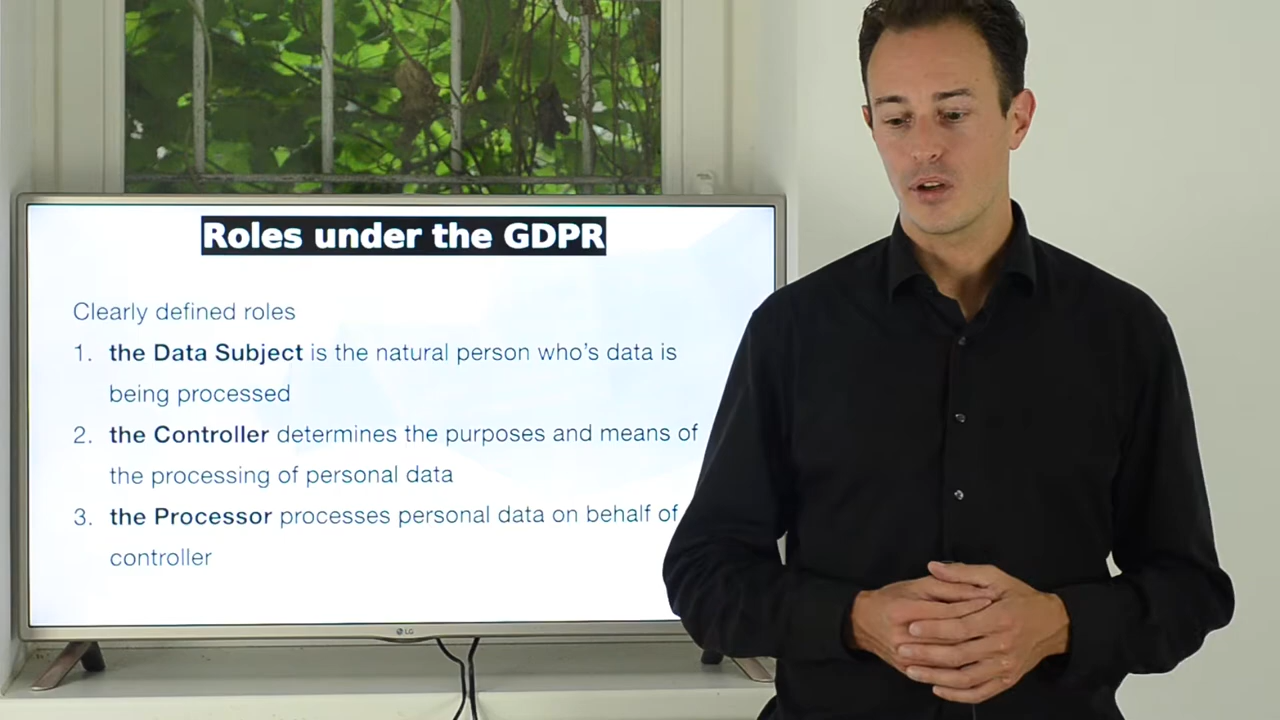 Roles under the GDPR
Clearly defined roles
1. the Data Subject is the natural person who's data is
being processed
2. the Controller determines the purposes and means of
the processing of personal data
3. the Processor processes personal data on behalf of
controller
LG